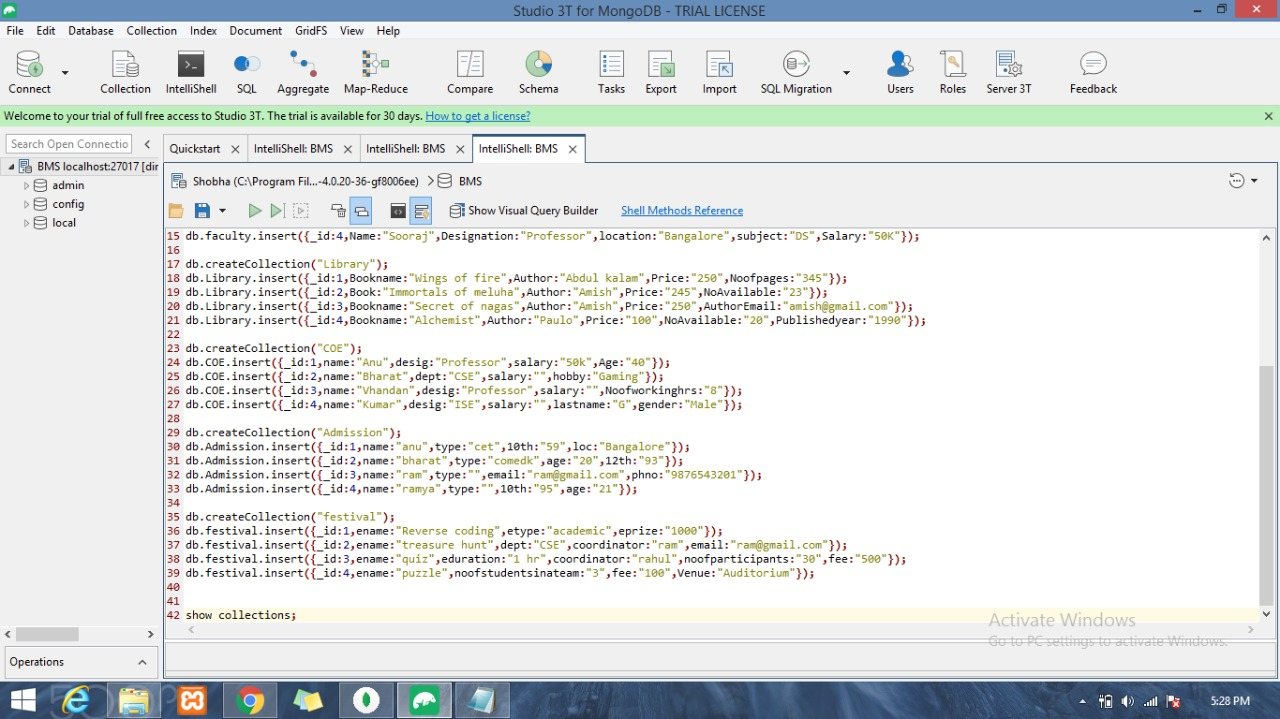 Studio 3T for MongoDB - TRIAL LICENSE
File Edit Database Collection Index Document GridFS View Help
Connect Collection IntelliShell SQL Aggregate Map-Reduce Compare Schema Tasks Export Import SQL Migration Users Roles Server 3T Feedback
Welcome to your trial of full free access to Studio 3T. The trial is available for 30 days. How to get a license?
Search Open Connectio
Quickstart IntelliShell: BMS IntelliShell: BMS IntelliShell: BMS
BMS localhost:27017 [dir
admin
config
local
Shobha (C:\Program Fil...-4.0.20-36-gf8006ee) > BMS
Show Visual Query Builder Shell Methods Reference
15 db.faculty.insert({_id:4,Name:"Sooraj",Designation:"Professor",location:"Bangalore",subject:"DS",Salary:"50K"});
16
17 db.createCollection("Library");
18 db.Library.insert({_id:1,Bookname:"Wings of fire",Author:"Abdul kalam",Price:"250",Noofpages:"345"});
19 db.Library.insert({_id:2,Book:"Immortals of meluha",Author:"Amish",Price:"245",NoAvailable:"23"});
20 db.Library.insert({_id:3,Bookname:"Secret of nagas",Author:"Amish",Price:"250",AuthorEmail:"amish@gmail.com"});
21 db.Library.insert({_id:4,Bookname:"Alchemist",Author:"Paulo",Price:"100",NoAvailable:"20",Publishedyear:"1990"});
22
23 db.createCollection("COE");
24 db.COE.insert({_id:1,name:"Anu",desig:"Professor",salary:"50k",Age:"40"});
25 db.COE.insert({_id:2,name:"Bharat",dept:"CSE",salary:"",hobby:"Gaming"});
26 db.COE.insert({_id:3,name:"Vhandan",desig:"Professor",salary:"",Noofworkinghrs:"8"});
27 db.COE.insert({_id:4,name:"Kumar",desig:"ISE",salary:"",lastname:"G",gender:"Male"});
28
29 db.createCollection("Admission");
30 db.Admission.insert({_id:1,name:"anu",type:"cet",10th:"59",loc:"Bangalore"});
31 db.Admission.insert({_id:2,name:"bharat",type:"comedk",age:"20",12th:"93"});
32 db.Admission.insert({_id:3,name:"ram",type:"",email:"ram@gmail.com",phno:"9876543201"});
33 db.Admission.insert({_id:4,name:"ramya",type:"",10th:"95",age:"21"});
34
35 db.createCollection("festival");
36 db.festival.insert({_id:1,ename:"Reverse coding",etype:"academic",eprize:"1000"});
37 db.festival.insert({_id:2,ename:"treasure hunt",dept:"CSE",coordinator:"ram",email:"ram@gmail.com"});
38 db.festival.insert({_id:3,ename:"quiz",eduration:"1 hr",coordinator:"rahul",noofparticipants:"30",fee:"500"});
39 db.festival.insert({_id:4,ename:"puzzle",noofstudentsinateam:"3",fee:"100",Venue:"Auditorium"});
40
41
42 show collections;
Activate Windows
Go to PC settings to activate Windows.
Operations
5:28 PM